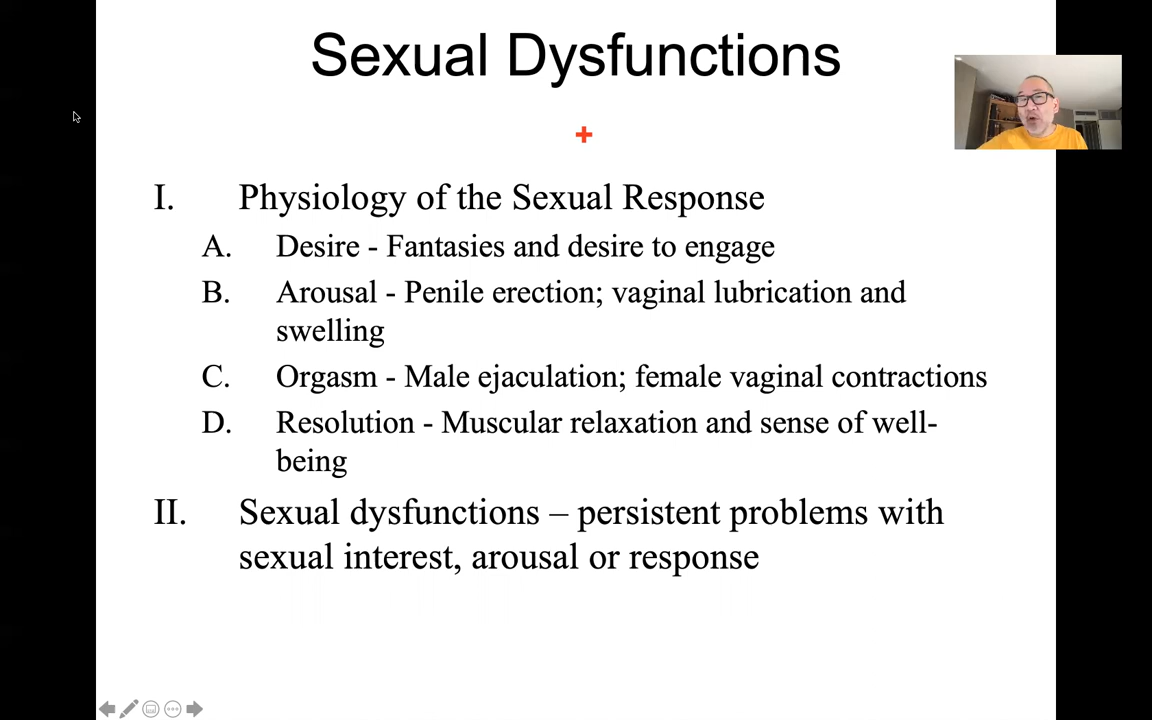 Sexual Dysfunctions
I. Physiology of the Sexual Response
A. Desire - Fantasies and desire to engage
B. Arousal - Penile erection; vaginal lubrication and
swelling
C. Orgasm - Male ejaculation; female vaginal contractions
D. Resolution - Muscular relaxation and sense of well-
being
II. Sexual dysfunctions – persistent problems with
sexual interest, arousal or response